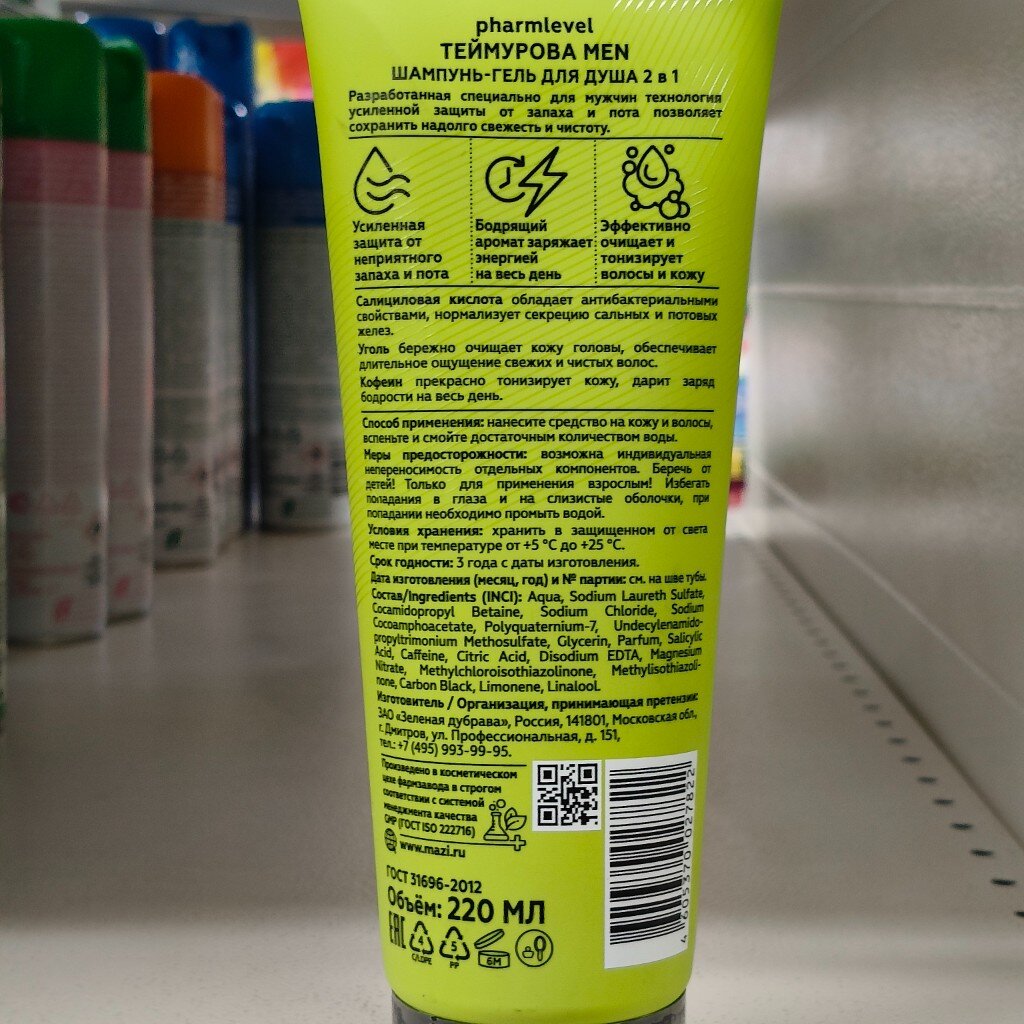 pharmlevel
ТЕЙМУРОВА MEN
ШАМПУНЬ-ГЕЛЬ ДЛЯ ДУША 2 в 1
Разработанная специально для мужчин технология
усиленной защиты от запаха и пота позволяет
сохранить надолго свежесть и чистоту.
Усиленная
защита от
неприятного
запаха и пота
Бодрящий
аромат заряжает
энергией
на весь день
Эффективно
очищает и
тонизирует
волосы и кожу
Салициловая кислота обладает антибактериальными
свойствами, нормализует секрецию сальных и потовых
желез.
Уголь бережно очищает кожу головы, обеспечивает
длительное ощущение свежих и чистых волос.
Кофеин прекрасно тонизирует кожу, дарит заряд
бодрости на весь день.
Способ применения: нанесите средство на кожу и волосы,
вспеньте и смойте достаточным количеством воды.
Меры предосторожности: возможна индивидуальная
непереносимость отдельных компонентов. Беречь от
детей! Только для применения взрослым! Избегать
попадания в глаза и на слизистые оболочки, при
попадании необходимо промыть водой.
Условия хранения: хранить в защищенном от света
месте при температуре от +5 °C до +25 °C.
Срок годности: 3 года с даты изготовления.
Дата изготовления (месяц, год) и № партии: см. на шве тубы.
Состав/Ingredients (INCI): Aqua, Sodium Laureth Sulfate,
Cocamidopropyl Betaine, Sodium Chloride, Sodium
Cocoamphoacetate, Polyquaternium-7, Undecylenamido-
propyltrimonium Methosulfate, Glycerin, Parfum, Salicylic
Acid, Caffeine, Citric Acid, Disodium EDTA, Magnesium
Nitrate, Methylchloroisothiazolinone, Methylisothiazoli-
none, Carbon Black, Limonene, Linalool.
Изготовитель / Организация, принимающая претензии:
ЗАО «Зеленая дубрава», Россия, 141801, Московская обл.,
г. Дмитров, ул. Профессиональная, д. 151,
тел.: +7 (495) 993-99-95.
Произведено в косметическом
цехе фармзавода в строгом
соответствии с системой
менеджмента качества
GMP (ГОСТ ISO 222716)
www.mazi.ru
ГОСТ 31696-2012
Объём: 220 МЛ
EAC
4
C/LDPE
5
PP
6M
4 605370 027822